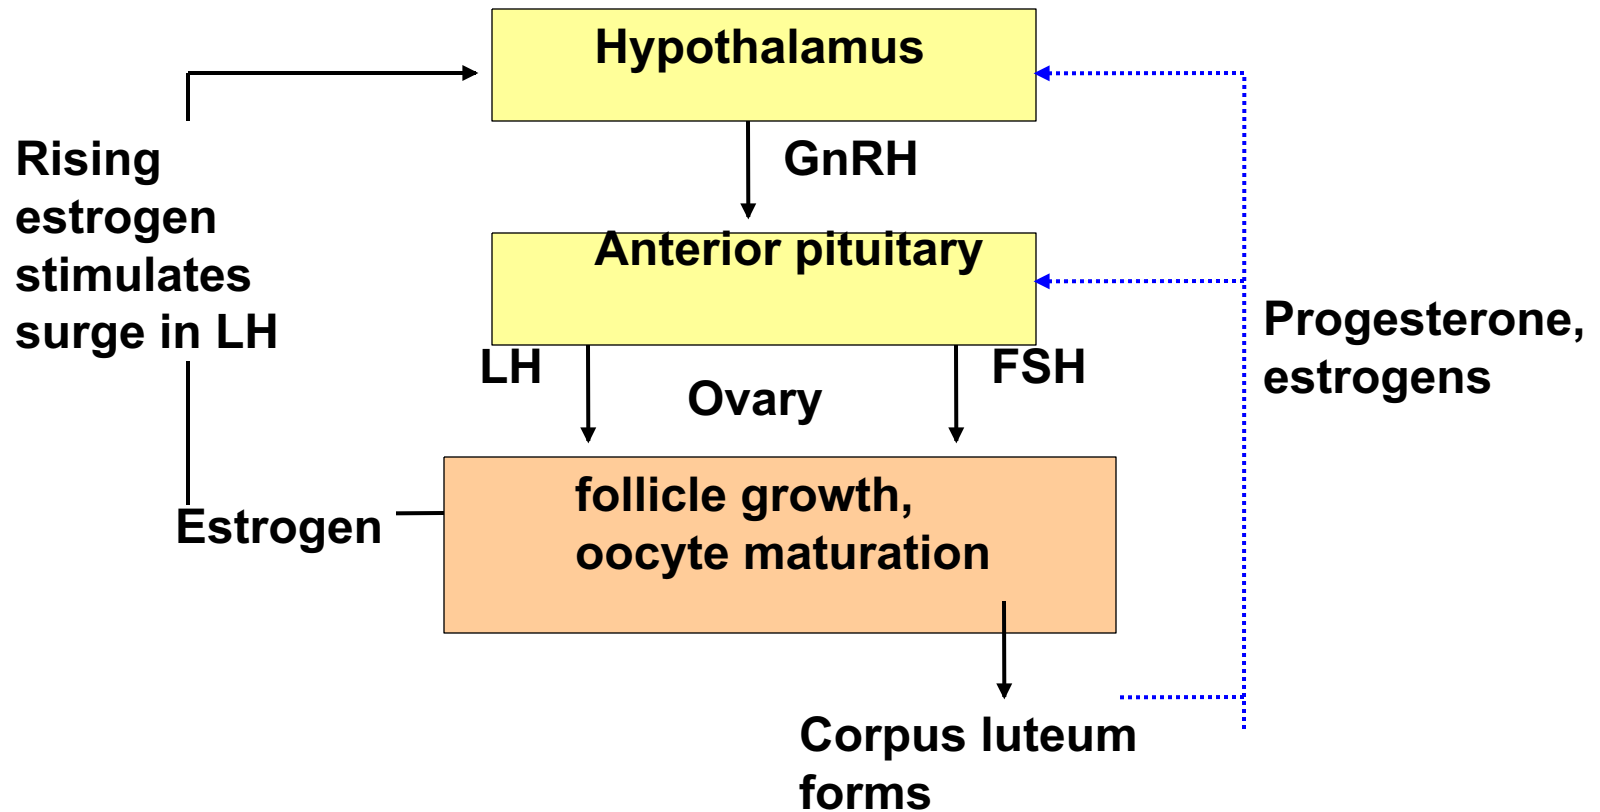 Hypothalamus
GnRH
Rising
estrogen
stimulates
surge in LH
Anterior pituitary
Progesterone,
estrogens
LH
FSH
Ovary
follicle growth,
oocyte maturation
Estrogen
Corpus luteum
forms